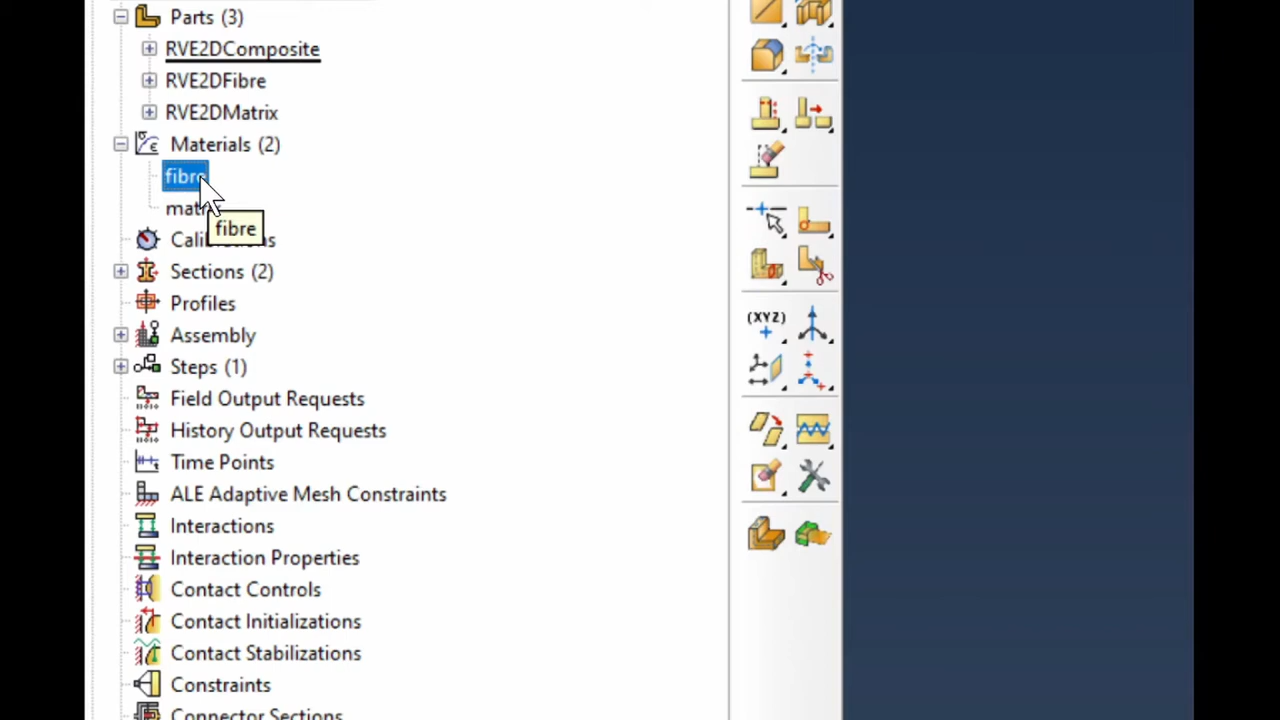 Parts (3)
RVE2DComposite
RVE2DFibre
RVE2DMatrix
Materials (2)
fibre
fibre
Sections (2)
Profiles
Assembly
Steps (1)
(XYZ)
Field Output Requests
History Output Requests
Time Points
ALE Adaptive Mesh Constraints
Interactions
Interaction Properties
Contact Controls
Contact Initializations
Contact Stabilizations
Constraints
Connector Sections